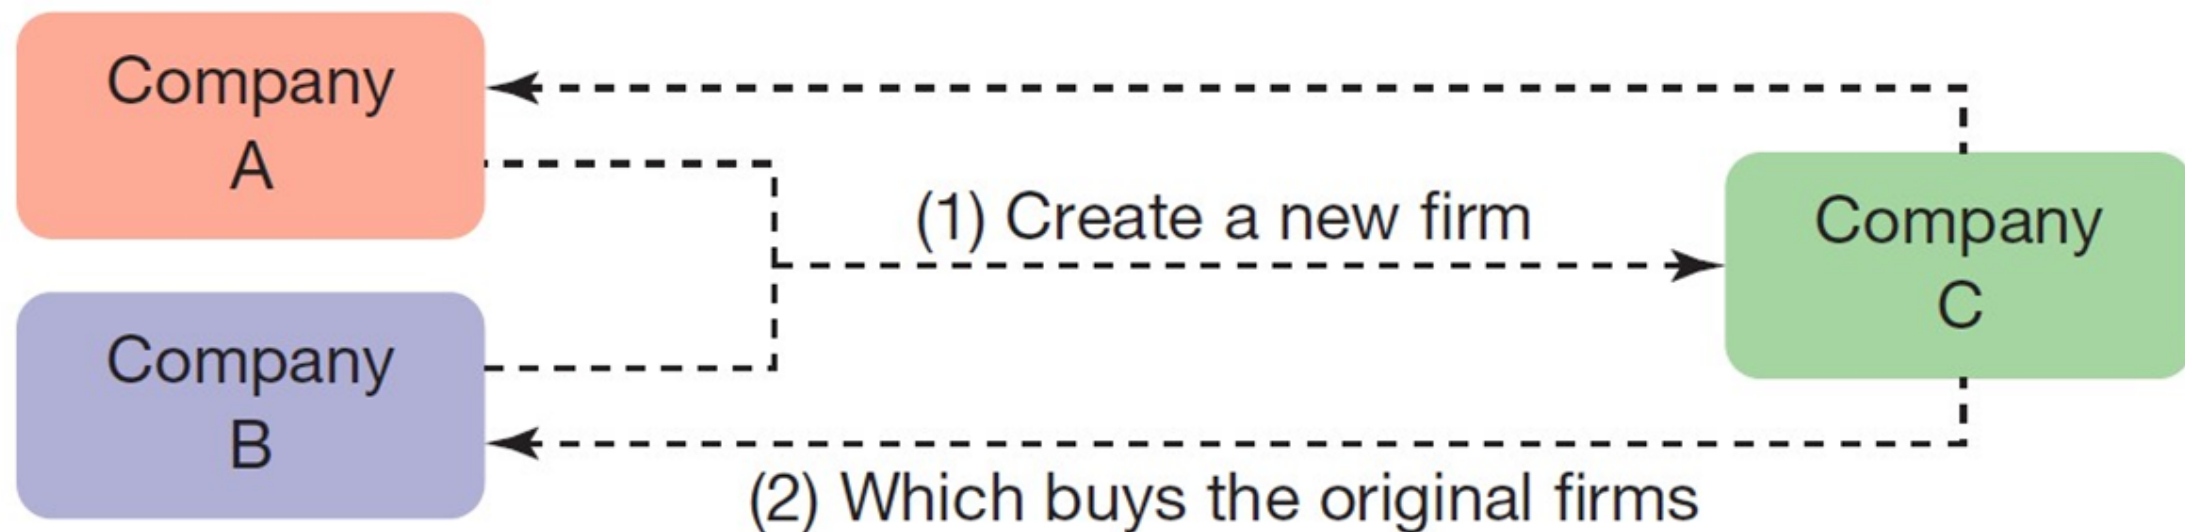 Company
A
(1) Create a new firm
Company
C
Company
B
(2) Which buys the original firms